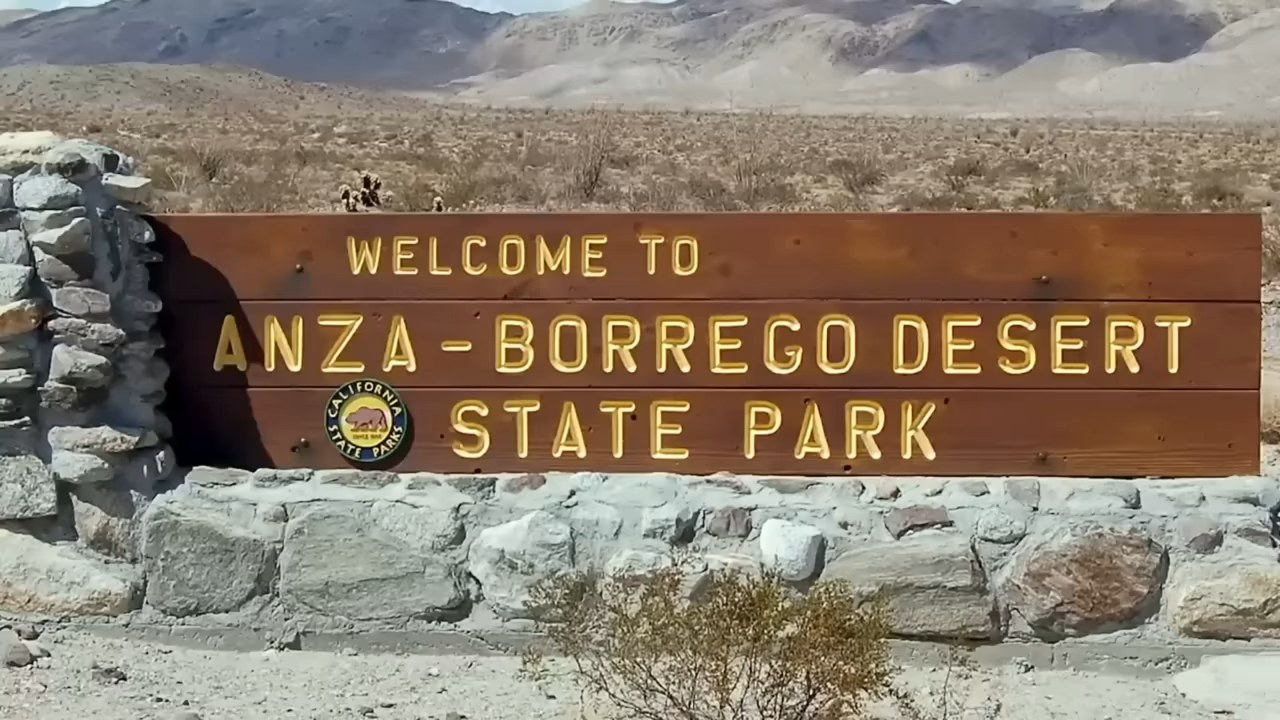 WELCOME TO
ANZA-BORREGO DESERT
STATE PARK
CALIFORNIA
STATE PARKS